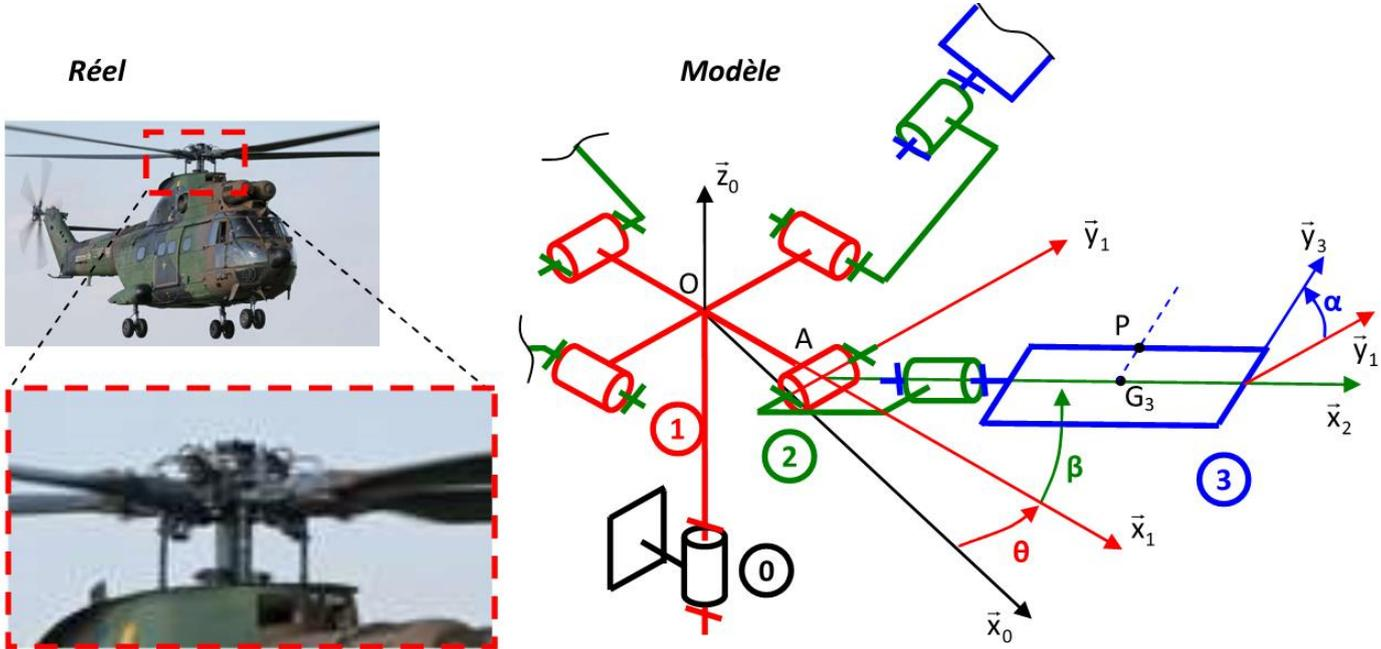 Réel
Modèle
z⃗₀
O
A
y⃗₁
P
G₃
y⃗₃
α
y⃗₁
x⃗₂
1
2
β
3
x⃗₁
θ
0
x⃗₀